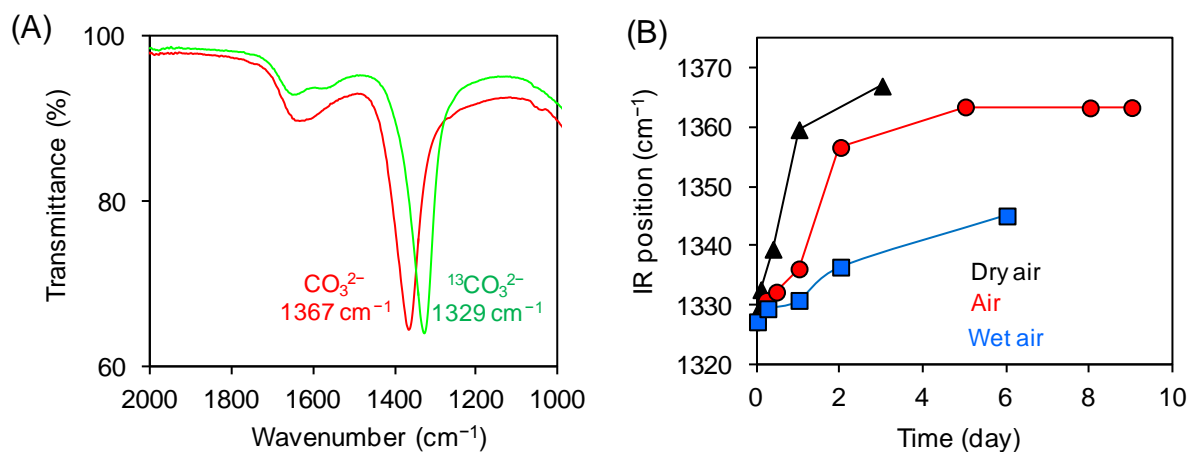 (A)
100
80
60
Transmittance (%)
2000
1800
1600
1400
1200
1000
Wavenumber (cm⁻¹)
CO₃²⁻
1367 cm⁻¹
¹³CO₃²⁻
1329 cm⁻¹
(B)
1370
1360
1350
1340
1330
1320
IR position (cm⁻¹)
0
2
4
6
8
10
Time (day)
Dry air
Air
Wet air